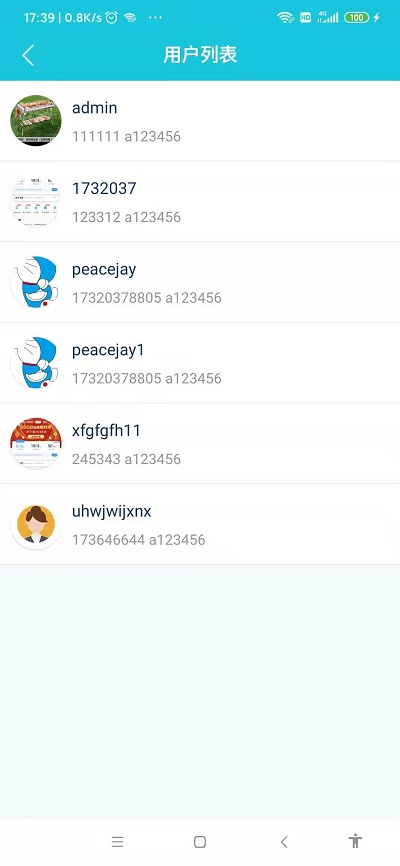 17:39 | 0.8K/s ...
HD 4G 100
用户列表
admin
111111 a123456
1732037
123312 a123456
peacejay
17320378805 a123456
peacejay1
17320378805 a123456
xfgfgfh11
245343 a123456
uhwjwijxnx
173646644 a123456